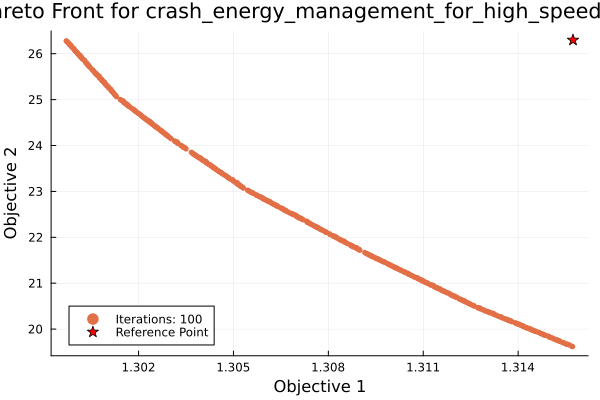 areto Front for crash_energy_management_for_high_speed
26
25
24
23
22
21
20
Objective 2
Iterations: 100
Reference Point
1.302 1.305 1.308 1.311 1.314
Objective 1